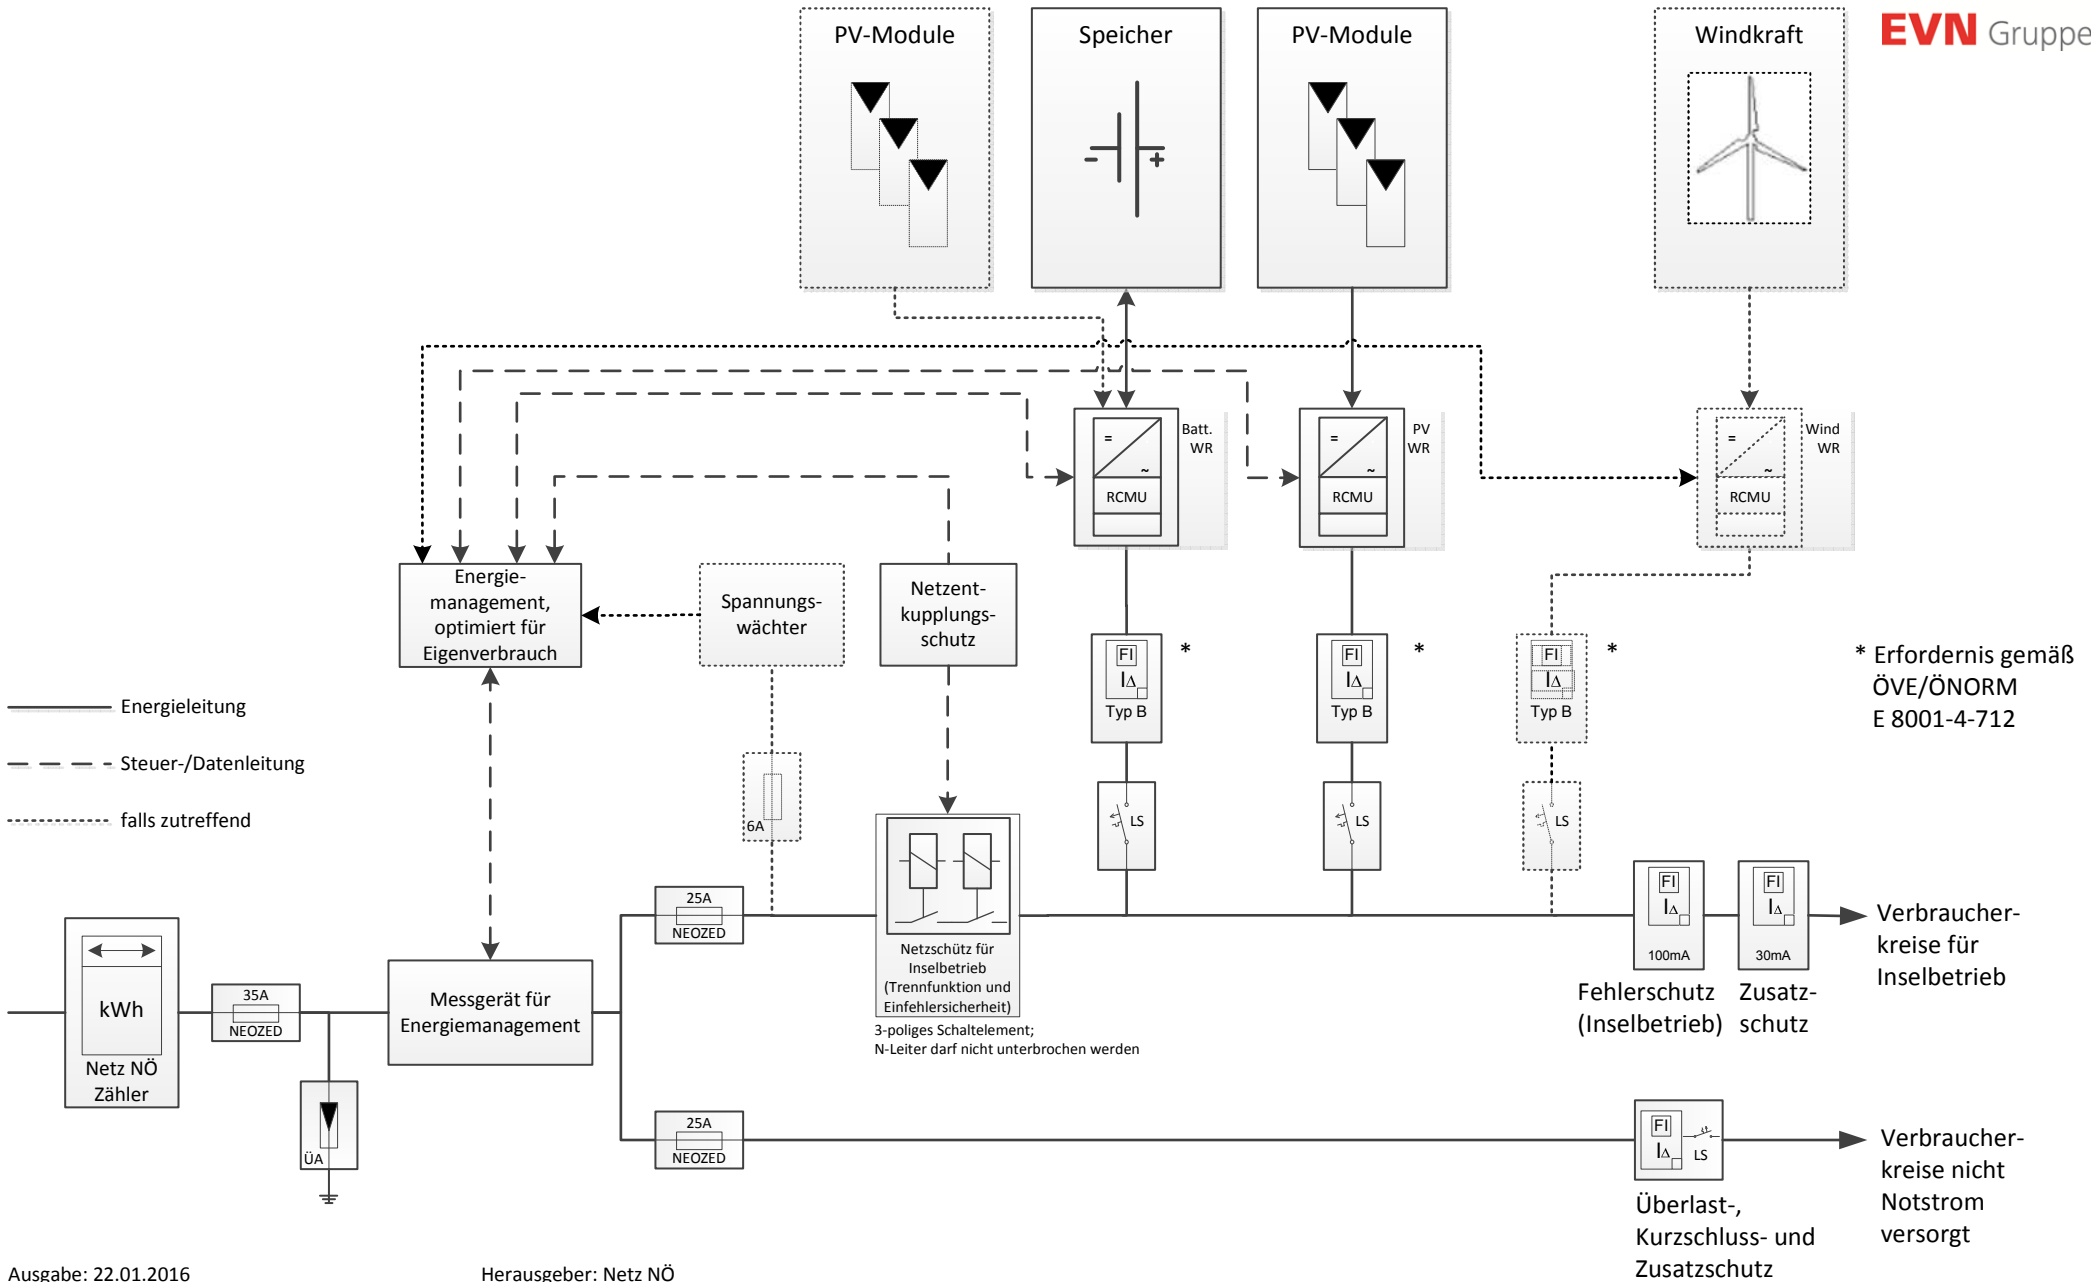 PV-Module
Speicher
PV-Module
Windkraft
EVN Gruppe
-
+
=
~
RCMU
Batt.
WR
=
~
RCMU
PV
WR
=
~
RCMU
Wind
WR
Energie-
management,
optimiert für
Eigenverbrauch
Spannungs-
wächter
Netzent-
kupplungs-
schutz
FI
I∆
Typ B
*
FI
I∆
Typ B
*
FI
I∆
Typ B
*
* Erfordernis gemäß
ÖVE/ÖNORM
E 8001-4-712
Energieleitung
Steuer-/Datenleitung
falls zutreffend
6A
LS
LS
LS
25A
NEOZED
Netzschütz für
Inselbetrieb
(Trennfunktion und
Einfehlersicherheit)
3-poliges Schaltelement;
N-Leiter darf nicht unterbrochen werden
FI
I∆
100mA
Fehlerschutz
(Inselbetrieb)
FI
I∆
30mA
Zusatz-
schutz
Verbraucher-
kreise für
Inselbetrieb
kWh
Netz NÖ
Zähler
35A
NEOZED
ÜA
Messgerät für
Energiemanagement
25A
NEOZED
FI
I∆
LS
Überlast-,
Kurzschluss- und
Zusatzschutz
Verbraucher-
kreise nicht
Notstrom
versorgt
Ausgabe: 22.01.2016
Herausgeber: Netz NÖ